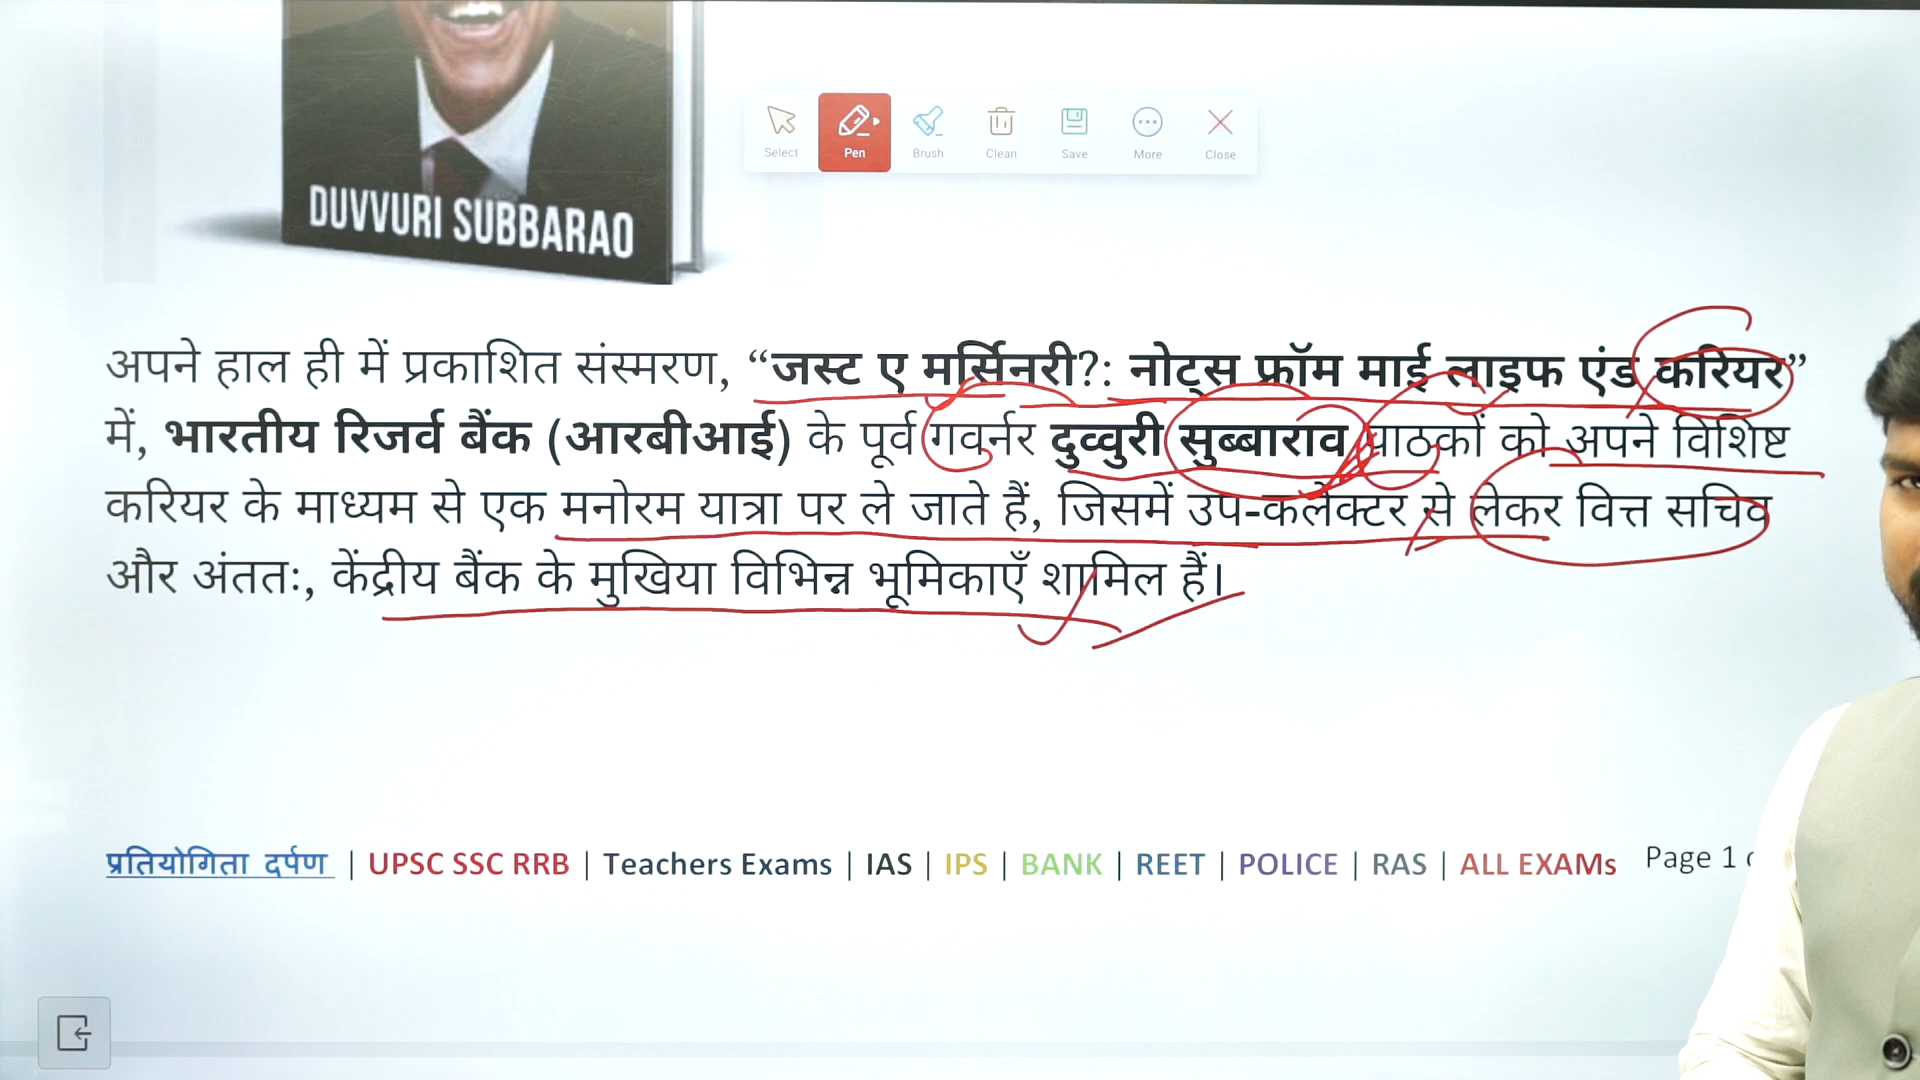 DUVVURI SUBBARAO
Select Pen Brush Clean Save More Close
अपने हाल ही में प्रकाशित संस्मरण, “जस्ट ए मर्सिनरी?: नोट्स फ्रॉम माई लाइफ एंड करियर”
में, भारतीय रिजर्व बैंक (आरबीआई) के पूर्व गवर्नर दुव्वुरी सुब्बाराव पाठकों को अपने विशिष्ट
करियर के माध्यम से एक मनोरम यात्रा पर ले जाते हैं, जिसमें उप-कलेक्टर से लेकर वित्त सचिव
और अंततः, केंद्रीय बैंक के मुखिया विभिन्न भूमिकाएँ शामिल हैं।
प्रतियोगिता दर्पण | UPSC SSC RRB | Teachers Exams | IAS | IPS | BANK | REET | POLICE | RAS | ALL EXAMs Page 1